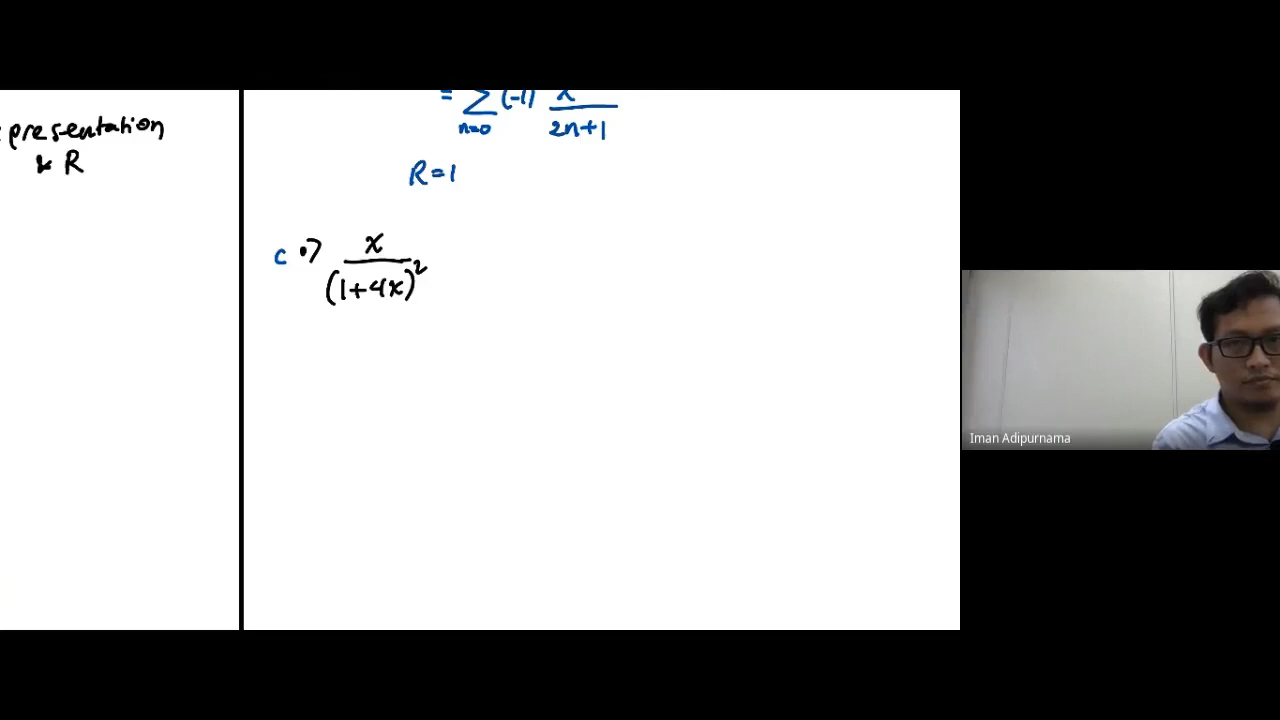 presentation
& R
= ∑ (-1) x
n=0 2n+1
R=1
c •) x
(1+4x)²
Iman Adipurnama